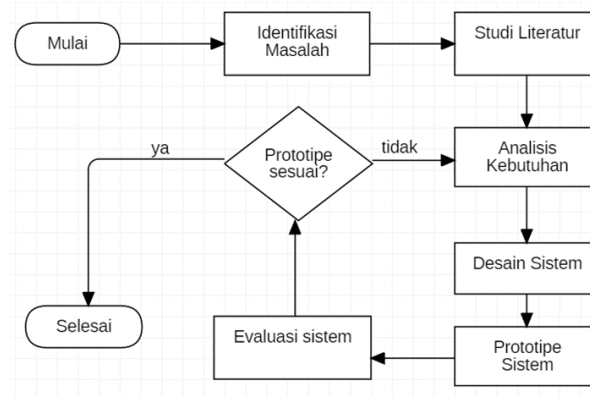 Mulai
Identifikasi
Masalah
Studi Literatur
Prototipe
sesuai?
ya
tidak
Analisis
Kebutuhan
Desain Sistem
Selesai
Evaluasi sistem
Prototipe
Sistem